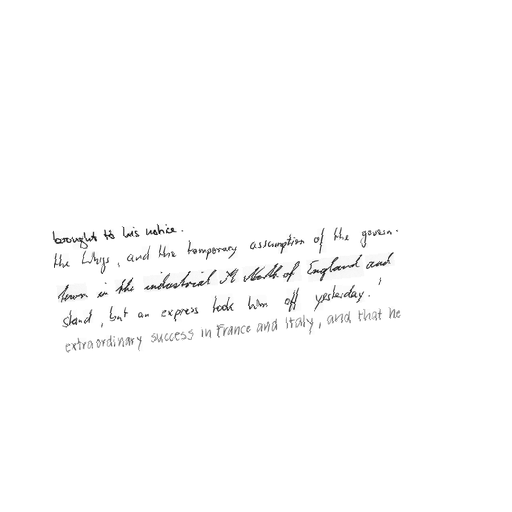 brought to his notice.
the Whigs, and the temporary assumption of the govern-
town in the industrial North of England and
stand, but an express took him off yesterday.'
extraordinary success in France and Italy, and that he